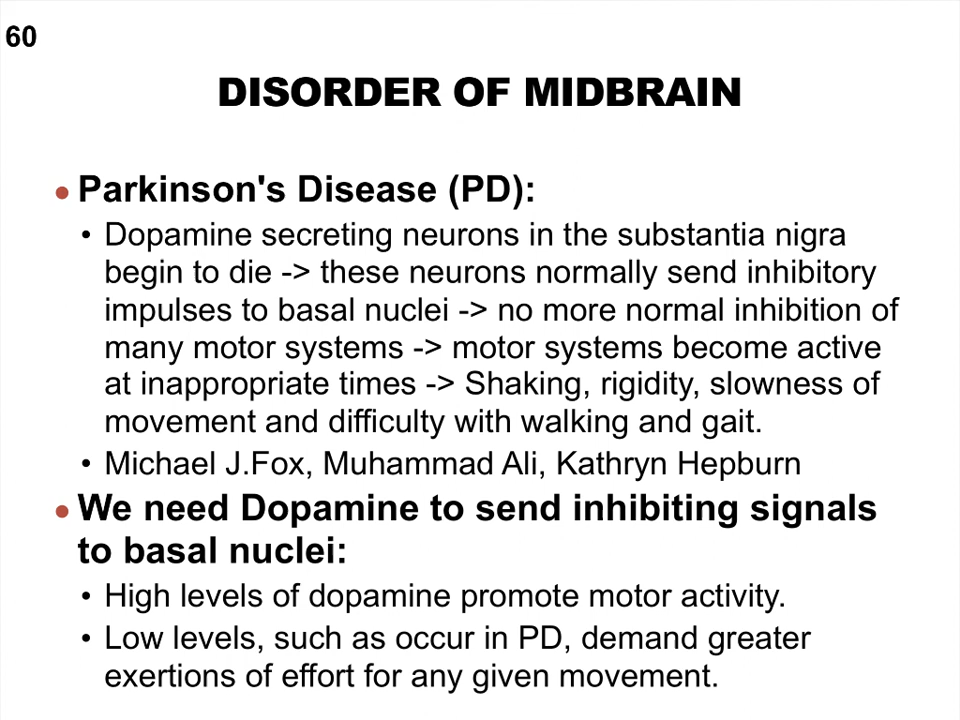 60
DISORDER OF MIDBRAIN
● Parkinson's Disease (PD):
• Dopamine secreting neurons in the substantia nigra
begin to die -> these neurons normally send inhibitory
impulses to basal nuclei -> no more normal inhibition of
many motor systems -> motor systems become active
at inappropriate times -> Shaking, rigidity, slowness of
movement and difficulty with walking and gait.
• Michael J.Fox, Muhammad Ali, Kathryn Hepburn
● We need Dopamine to send inhibiting signals
to basal nuclei:
• High levels of dopamine promote motor activity.
• Low levels, such as occur in PD, demand greater
exertions of effort for any given movement.